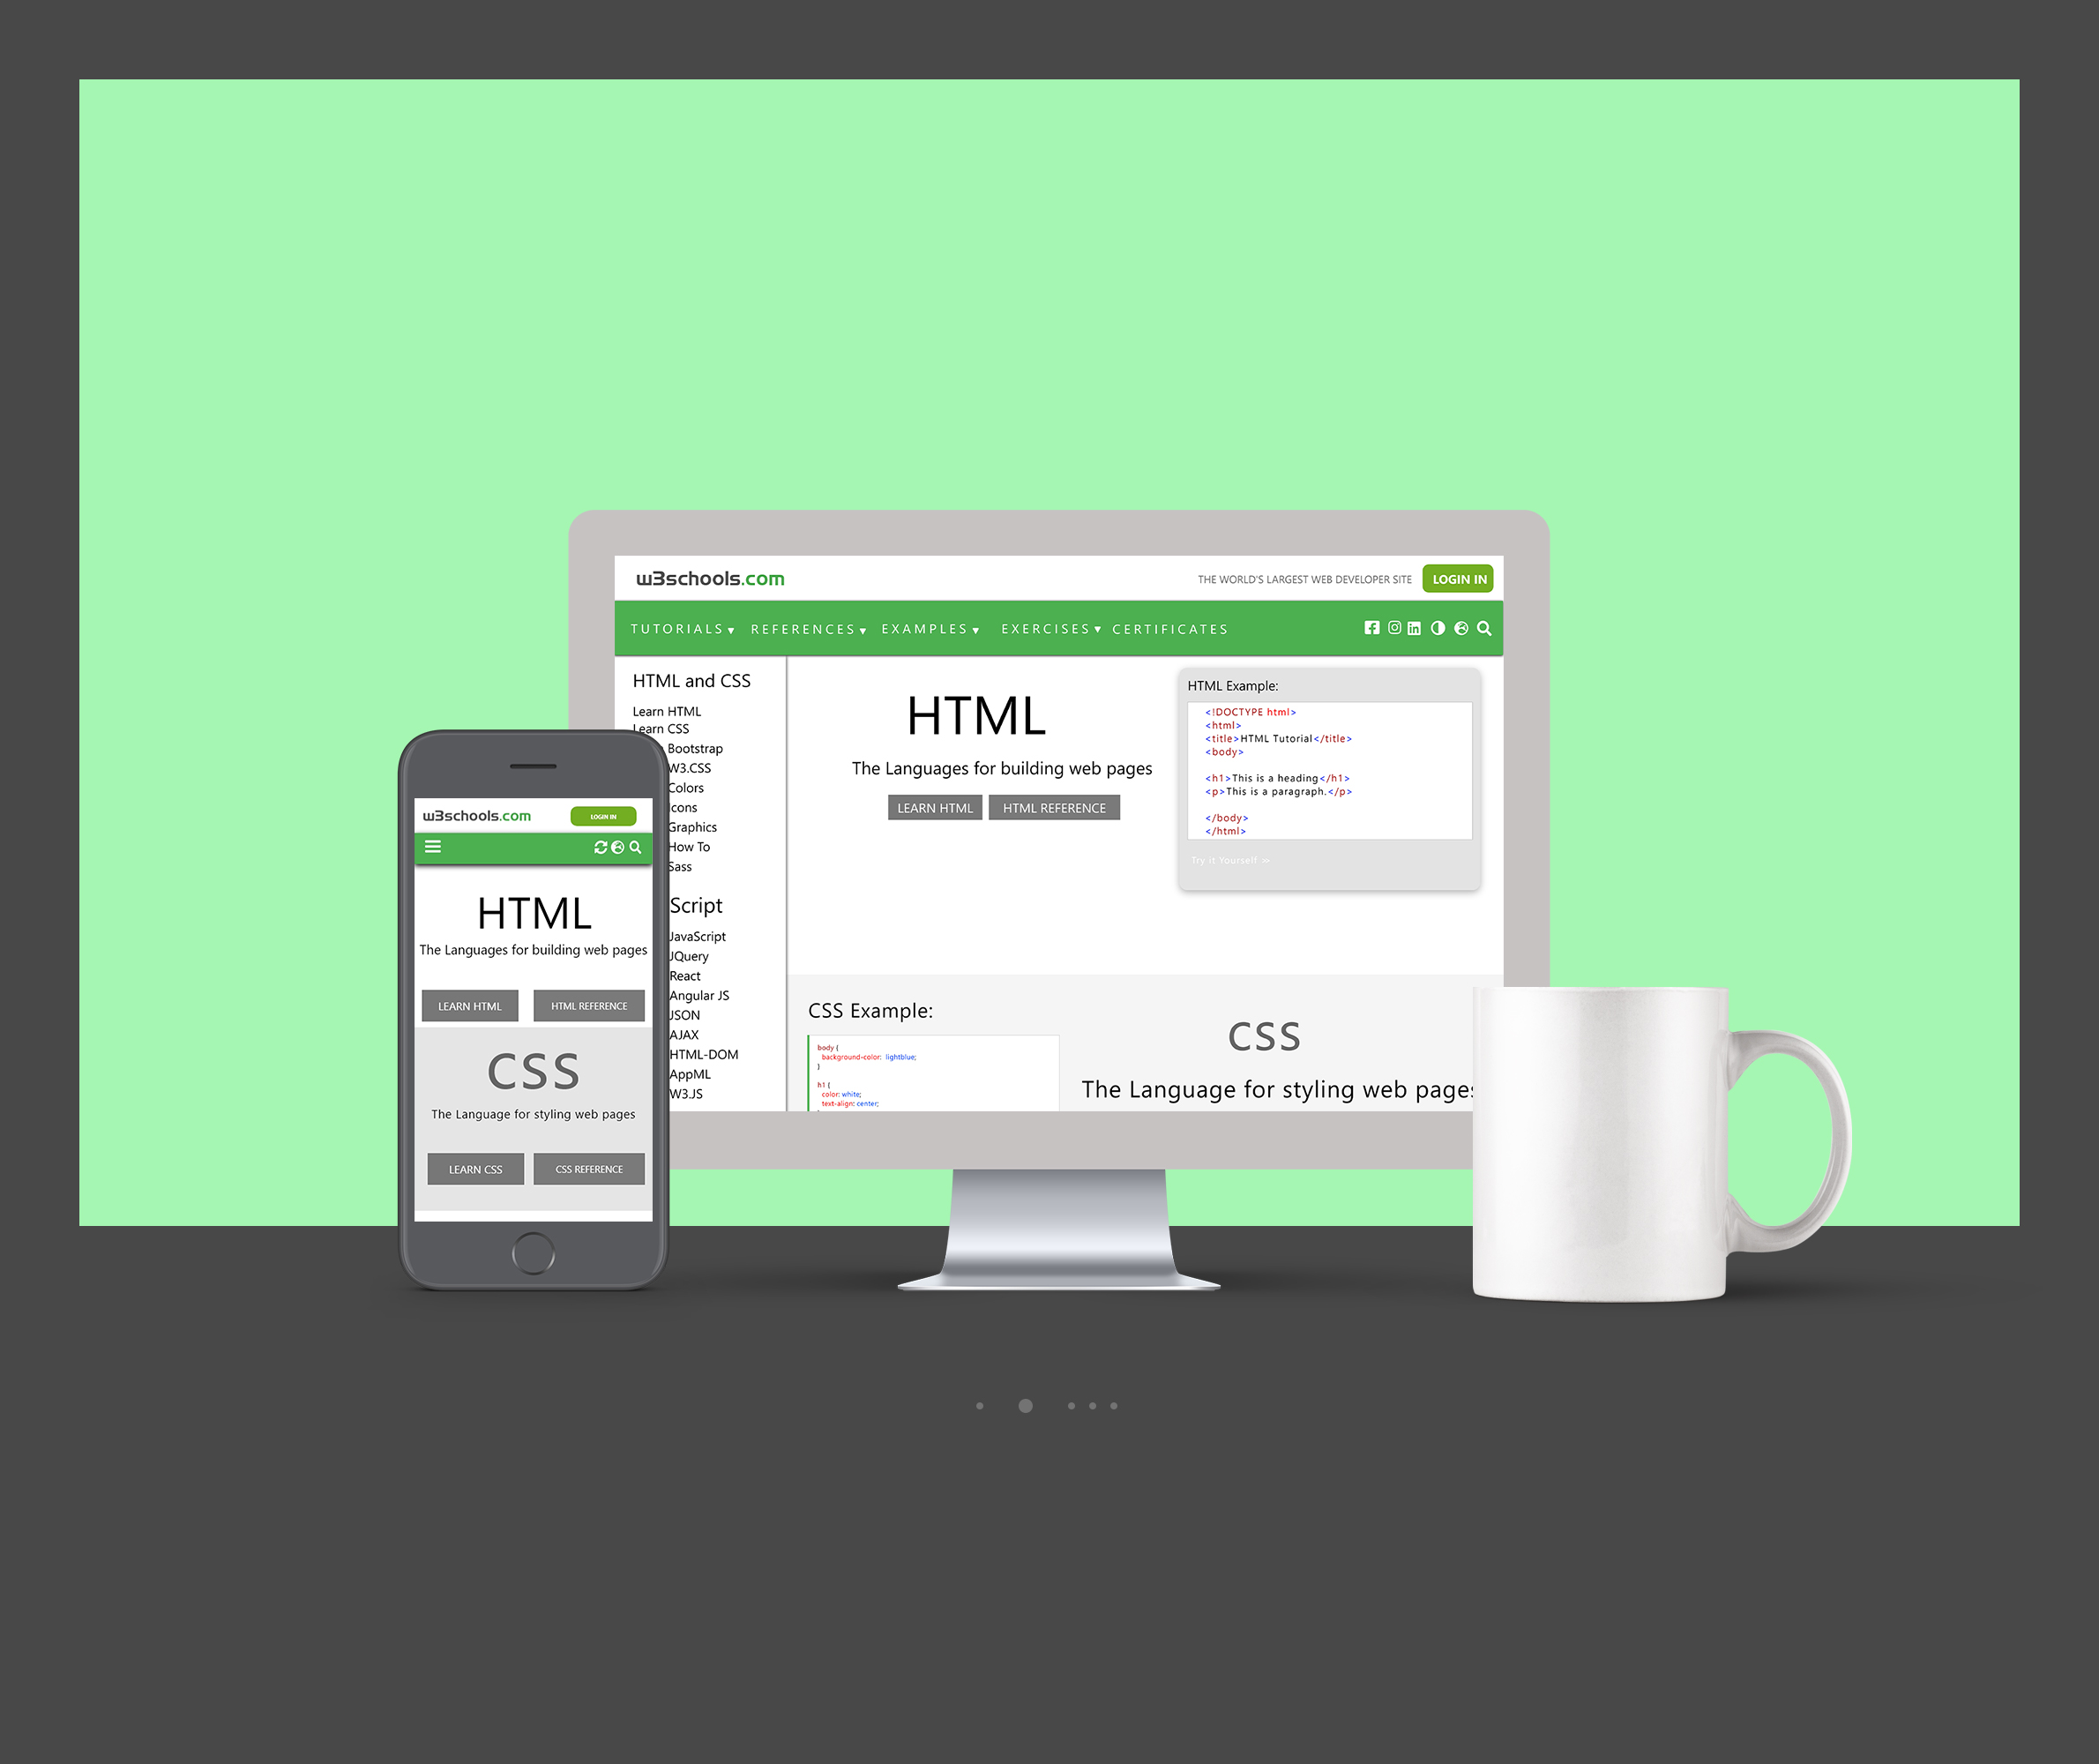 w3schools.com
THE WORLD'S LARGEST WEB DEVELOPER SITE
LOGIN IN
TUTORIALS
REFERENCES
EXAMPLES
EXERCISES
CERTIFICATES
HTML and CSS
Learn HTML
Learn CSS
Bootstrap
W3.CSS
Colors
Icons
Graphics
How To
Sass
Script
JavaScript
JQuery
React
Angular JS
JSON
AJAX
HTML-DOM
AppML
W3.JS
HTML
The Languages for building web pages
LEARN HTML
HTML REFERENCE
HTML Example:
<!DOCTYPE html>
<html>
<title>HTML Tutorial</title>
<body>
<h1>This is a heading</h1>
<p>This is a paragraph.</p>
</body>
</html>
Try it Yourself >>
CSS Example:
body {
background-color: lightblue;
}
h1 {
color: white;
text-align: center;
CSS
The Language for styling web pages
w3schools.com
LOGIN IN
HTML
The Languages for building web pages
LEARN HTML
HTML REFERENCE
CSS
The Language for styling web pages
LEARN CSS
CSS REFERENCE